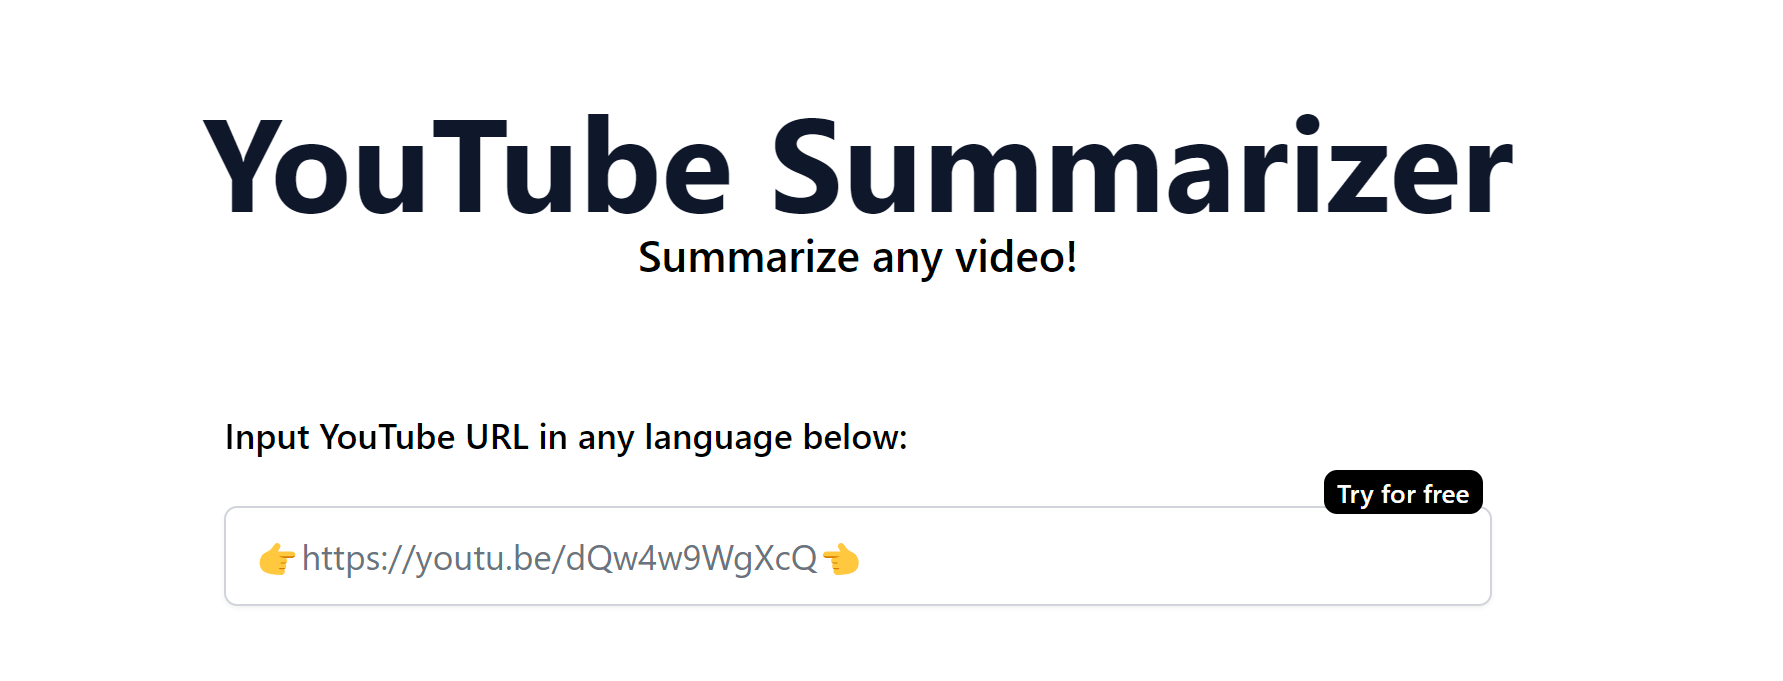 YouTube Summarizer
Summarize any video!
Input YouTube URL in any language below:
Try for free
👉https://youtu.be/dQw4w9WgXcQ👈